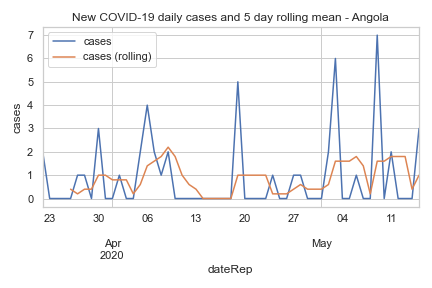 New COVID-19 daily cases and 5 day rolling mean - Angola
cases
cases (rolling)
cases
7
6
5
4
3
2
1
0
23 30 06 13 20 27 04 11
Apr May
2020
dateRep